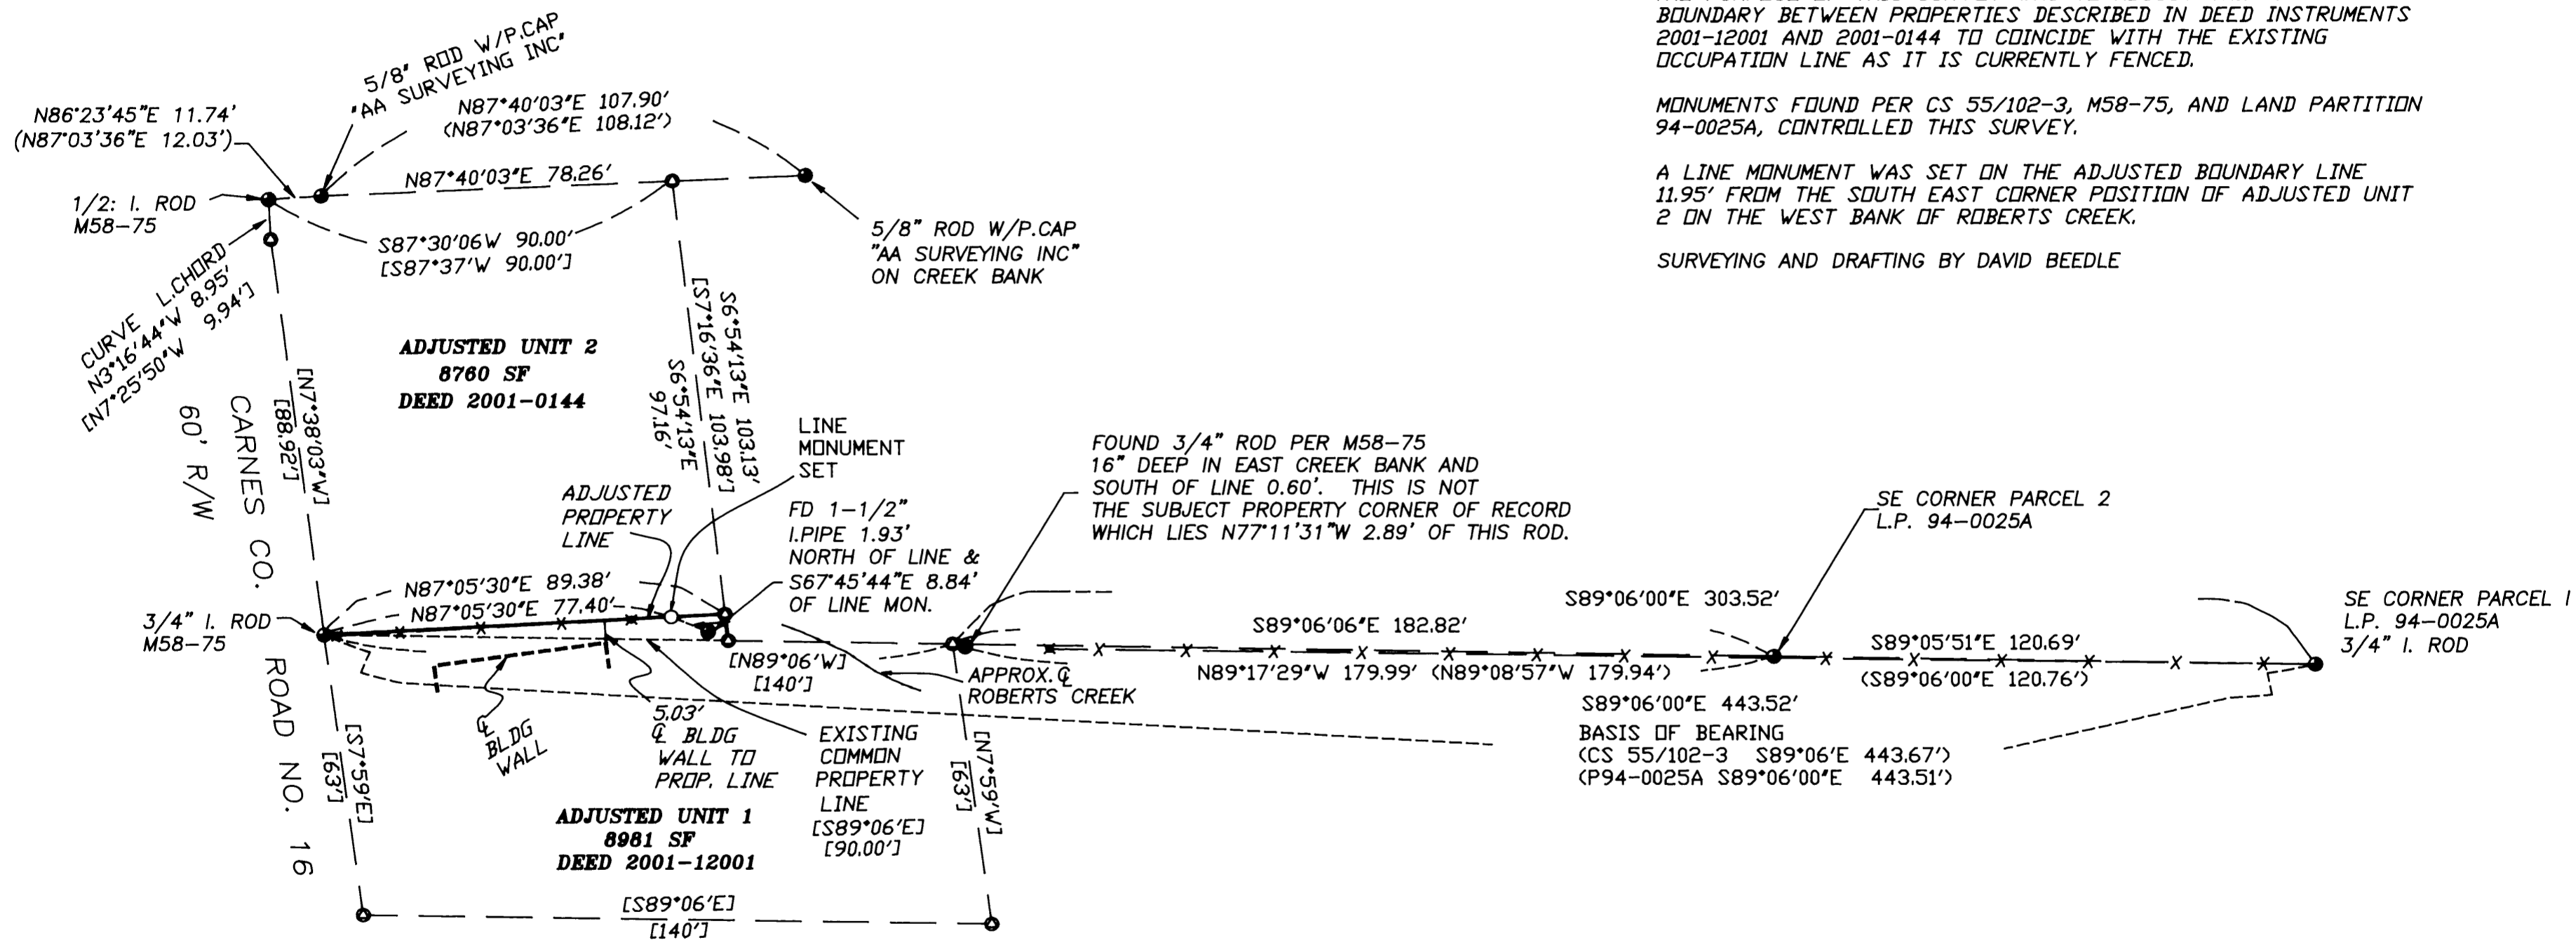 BOUNDARY BETWEEN PROPERTIES DESCRIBED IN DEED INSTRUMENTS
2001-12001 AND 2001-0144 TO COINCIDE WITH THE EXISTING
OCCUPATION LINE AS IT IS CURRENTLY FENCED.
MONUMENTS FOUND PER CS 55/102-3, M58-75, AND LAND PARTITION
94-0025A, CONTROLLED THIS SURVEY.
A LINE MONUMENT WAS SET ON THE ADJUSTED BOUNDARY LINE
11.95' FROM THE SOUTH EAST CORNER POSITION OF ADJUSTED UNIT
2 ON THE WEST BANK OF ROBERTS CREEK.
SURVEYING AND DRAFTING BY DAVID BEEDLE
5/8" ROD W/P.CAP
"AA SURVEYING INC"
N86°23'45"E 11.74'
(N87°03'36"E 12.03')
N87°40'03"E 107.90'
(N87°03'36"E 108.12')
N87°40'03"E 78.26'
1/2: I. ROD
M58-75
S87°30'06W 90.00'
[S87°37'W 90.00']
5/8" ROD W/P.CAP
"AA SURVEYING INC"
ON CREEK BANK
CURVE L.CHORD
N3°16'44"W 8.95'
[N7°25'50"W 9.94']
ADJUSTED UNIT 2
8760 SF
DEED 2001-0144
[N7°38'03"W]
[88.92']
S6°54'13"E 103.13'
[S7°16'36"E 103.98']
S6°54'13"E
97.16'
CARNES CO. ROAD NO. 16
60' R/W
LINE
MONUMENT
SET
ADJUSTED
PROPERTY
LINE
FD 1-1/2"
I.PIPE 1.93'
NORTH OF LINE &
S67°45'44"E 8.84'
OF LINE MON.
FOUND 3/4" ROD PER M58-75
16" DEEP IN EAST CREEK BANK AND
SOUTH OF LINE 0.60'. THIS IS NOT
THE SUBJECT PROPERTY CORNER OF RECORD
WHICH LIES N77°11'31"W 2.89' OF THIS ROD.
SE CORNER PARCEL 2
L.P. 94-0025A
SE CORNER PARCEL 1
L.P. 94-0025A
3/4" I. ROD
N87°05'30"E 89.38'
N87°05'30"E 77.40'
3/4" I. ROD
M58-75
S89°06'00"E 303.52'
S89°06'06"E 182.82'
N89°17'29"W 179.99' (N89°08'57"W 179.94')
S89°05'51"E 120.69'
(S89°06'00"E 120.76')
[N89°06'W]
[140']
APPROX. ℄
ROBERTS CREEK
S89°06'00"E 443.52'
BASIS OF BEARING
(CS 55/102-3 S89°06'E 443.67')
(P94-0025A S89°06'00"E 443.51')
℄
BLDG
WALL
5.03'
℄ BLDG
WALL TO
PROP. LINE
EXISTING
COMMON
PROPERTY
LINE
[S89°06'E]
[90.00']
[S7°59'E]
[63']
[N7°59'W]
[63']
ADJUSTED UNIT 1
8981 SF
DEED 2001-12001
[S89°06'E]
[140']